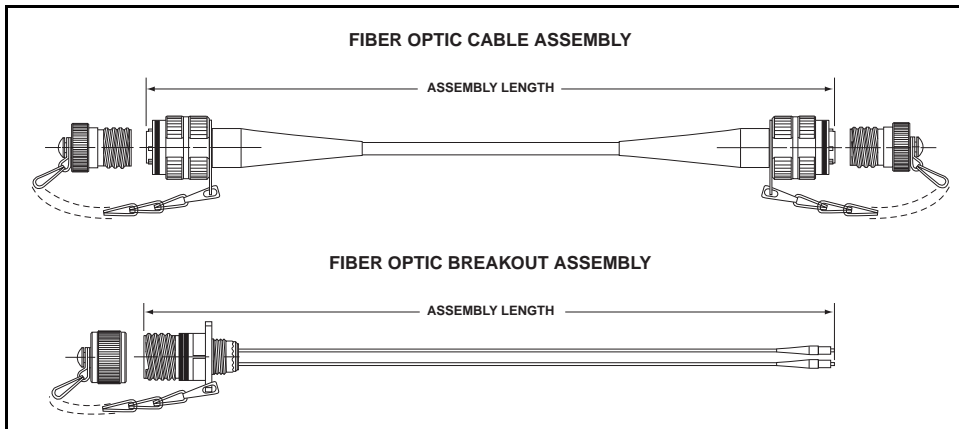 FIBER OPTIC CABLE ASSEMBLY
ASSEMBLY LENGTH
FIBER OPTIC BREAKOUT ASSEMBLY
ASSEMBLY LENGTH